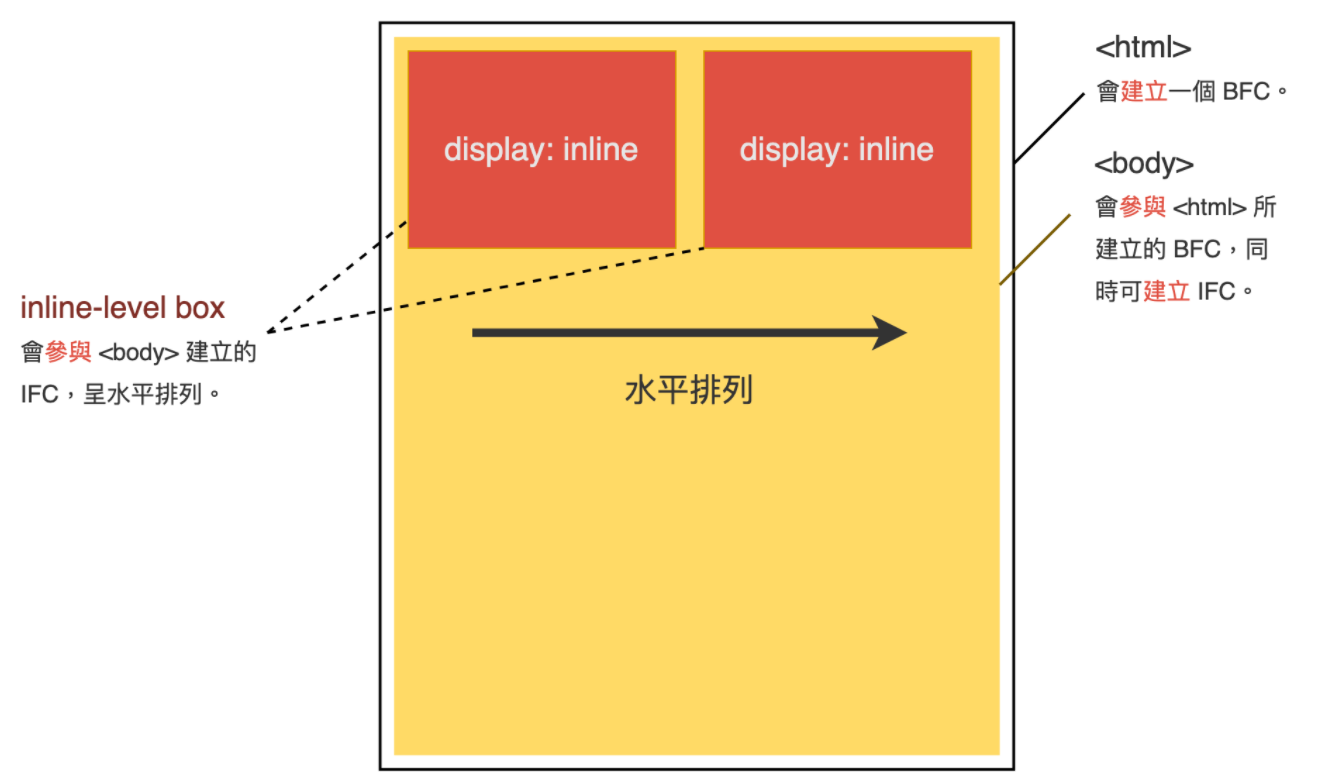 <html>
會建立一個 BFC。
<body>
會參與 <html> 所
建立的 BFC，同
時可建立 IFC。
display: inline
display: inline
inline-level box
會參與 <body> 建立的
IFC，呈水平排列。
水平排列